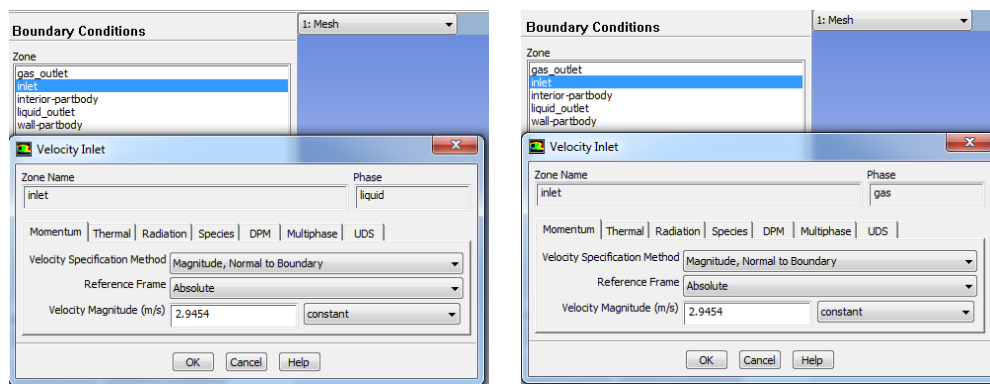 Boundary Conditions
1: Mesh
Zone
gas_outlet
inlet
interior-partbody
liquid_outlet
wall-partbody
Velocity Inlet
Zone Name Phase
inlet liquid
Momentum Thermal Radiation Species DPM Multiphase UDS
Velocity Specification Method Magnitude, Normal to Boundary
Reference Frame Absolute
Velocity Magnitude (m/s) 2.9454 constant
OK Cancel Help
Boundary Conditions
1: Mesh
Zone
gas_outlet
inlet
interior-partbody
liquid_outlet
wall-partbody
Velocity Inlet
Zone Name Phase
inlet gas
Momentum Thermal Radiation Species DPM Multiphase UDS
Velocity Specification Method Magnitude, Normal to Boundary
Reference Frame Absolute
Velocity Magnitude (m/s) 2.9454 constant
OK Cancel Help